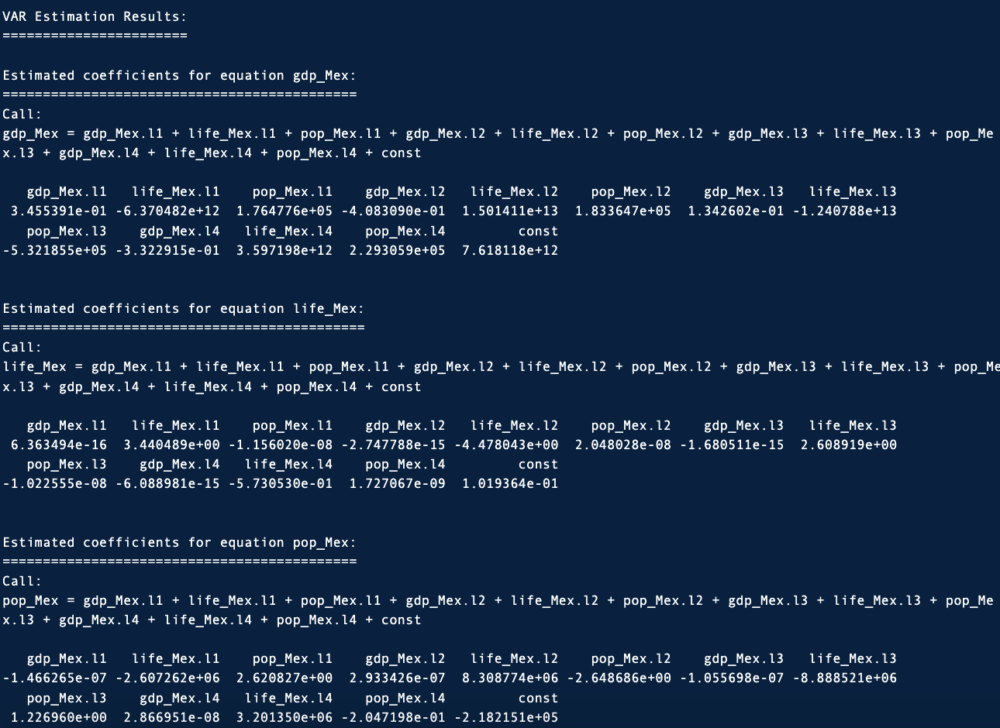 VAR Estimation Results:
=======================
Estimated coefficients for equation gdp_Mex:
============================================
Call:
gdp_Mex = gdp_Mex.l1 + life_Mex.l1 + pop_Mex.l1 + gdp_Mex.l2 + life_Mex.l2 + pop_Mex.l2 + gdp_Mex.l3 + life_Mex.l3 + pop_Me
x.l3 + gdp_Mex.l4 + life_Mex.l4 + pop_Mex.l4 + const
gdp_Mex.l1 life_Mex.l1 pop_Mex.l1 gdp_Mex.l2 life_Mex.l2 pop_Mex.l2 gdp_Mex.l3 life_Mex.l3
3.455391e-01 -6.370482e+12 1.764776e+05 -4.083090e-01 1.501411e+13 1.833647e+05 1.342602e-01 -1.240788e+13
pop_Mex.l3 gdp_Mex.l4 life_Mex.l4 pop_Mex.l4 const
-5.321855e+05 -3.322915e-01 3.597198e+12 2.293059e+05 7.618118e+12
Estimated coefficients for equation life_Mex:
=============================================
Call:
life_Mex = gdp_Mex.l1 + life_Mex.l1 + pop_Mex.l1 + gdp_Mex.l2 + life_Mex.l2 + pop_Mex.l2 + gdp_Mex.l3 + life_Mex.l3 + pop_Me
x.l3 + gdp_Mex.l4 + life_Mex.l4 + pop_Mex.l4 + const
gdp_Mex.l1 life_Mex.l1 pop_Mex.l1 gdp_Mex.l2 life_Mex.l2 pop_Mex.l2 gdp_Mex.l3 life_Mex.l3
6.363494e-16 3.440489e+00 -1.156020e-08 -2.747788e-15 -4.478043e+00 2.048028e-08 -1.680511e-15 2.608919e+00
pop_Mex.l3 gdp_Mex.l4 life_Mex.l4 pop_Mex.l4 const
-1.022555e-08 -6.088981e-15 -5.730530e-01 1.727067e-09 1.019364e-01
Estimated coefficients for equation pop_Mex:
============================================
Call:
pop_Mex = gdp_Mex.l1 + life_Mex.l1 + pop_Mex.l1 + gdp_Mex.l2 + life_Mex.l2 + pop_Mex.l2 + gdp_Mex.l3 + life_Mex.l3 + pop_Me
x.l3 + gdp_Mex.l4 + life_Mex.l4 + pop_Mex.l4 + const
gdp_Mex.l1 life_Mex.l1 pop_Mex.l1 gdp_Mex.l2 life_Mex.l2 pop_Mex.l2 gdp_Mex.l3 life_Mex.l3
-1.466265e-07 -2.607262e+06 2.620827e+00 2.933426e-07 8.308774e+06 -2.648686e+00 -1.055698e-07 -8.888521e+06
pop_Mex.l3 gdp_Mex.l4 life_Mex.l4 pop_Mex.l4 const
1.226960e+00 2.866951e-08 3.201350e+06 -2.047198e-01 -2.182151e+05